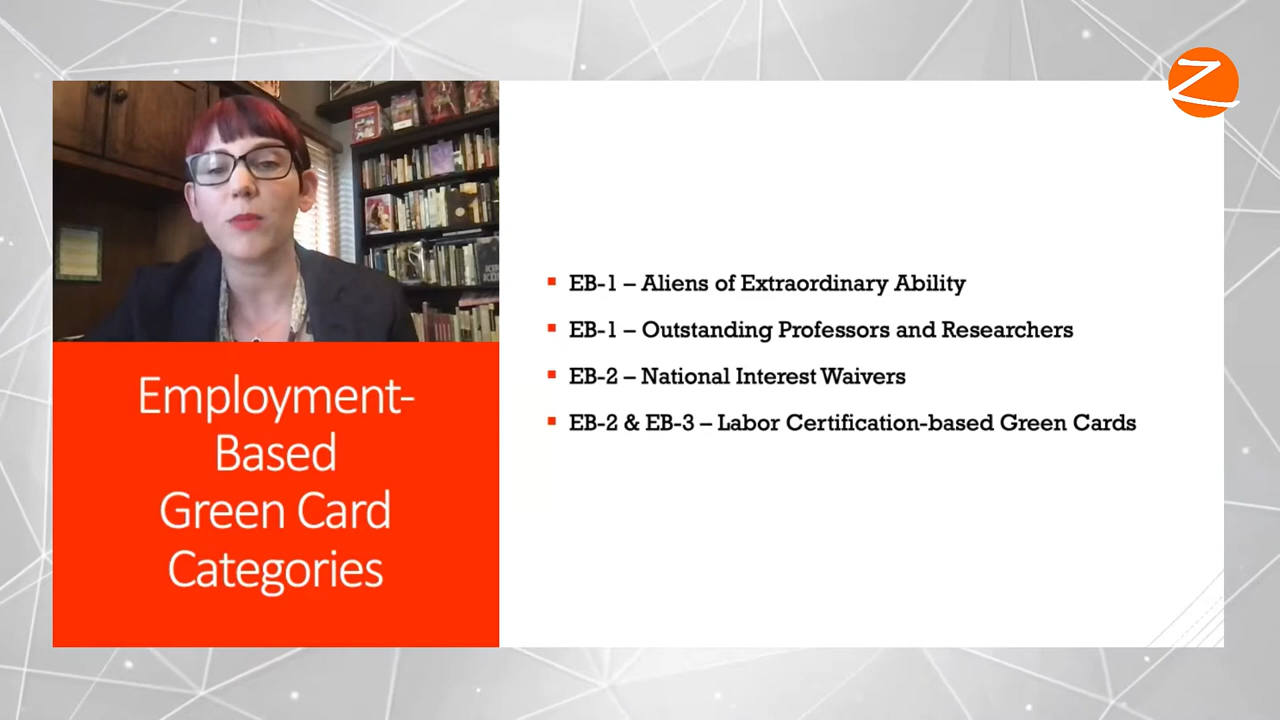 Employment-
Based
Green Card
Categories
EB-1 – Aliens of Extraordinary Ability
EB-1 – Outstanding Professors and Researchers
EB-2 – National Interest Waivers
EB-2 & EB-3 – Labor Certification-based Green Cards
Z